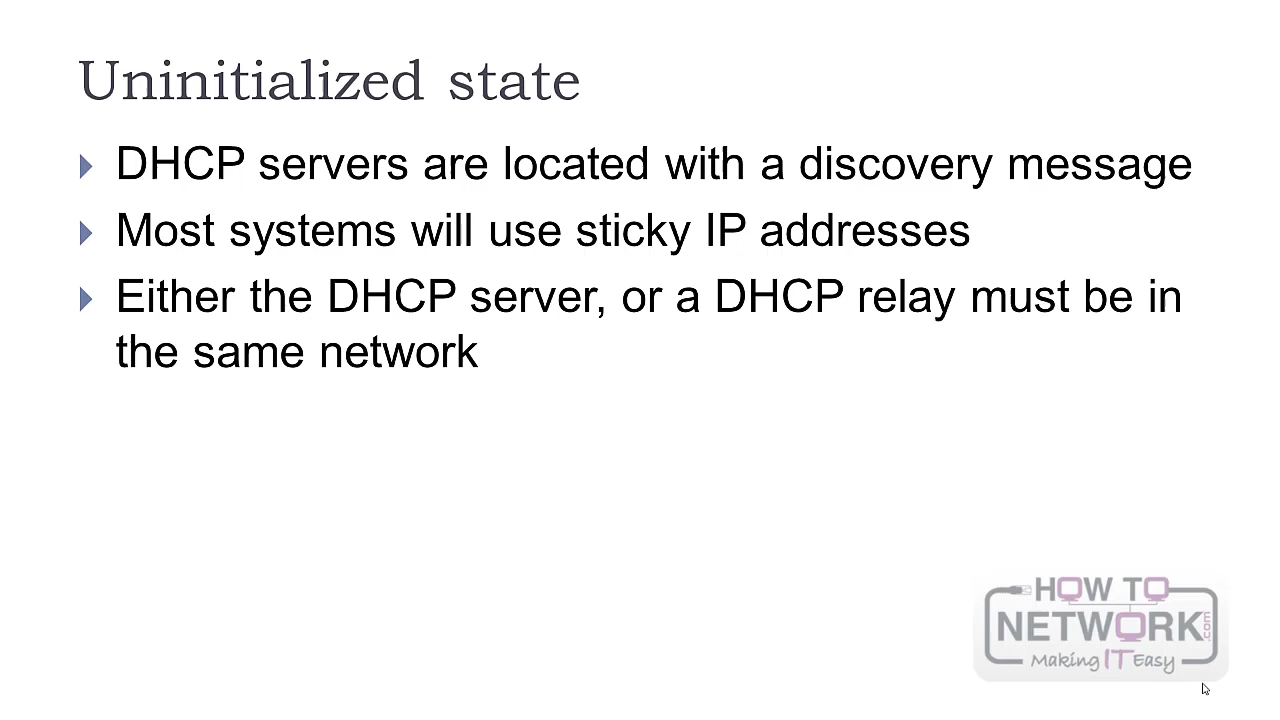 Uninitialized state
DHCP servers are located with a discovery message
Most systems will use sticky IP addresses
Either the DHCP server, or a DHCP relay must be in
the same network
HOW TO
NETWORK.com
Making IT Easy